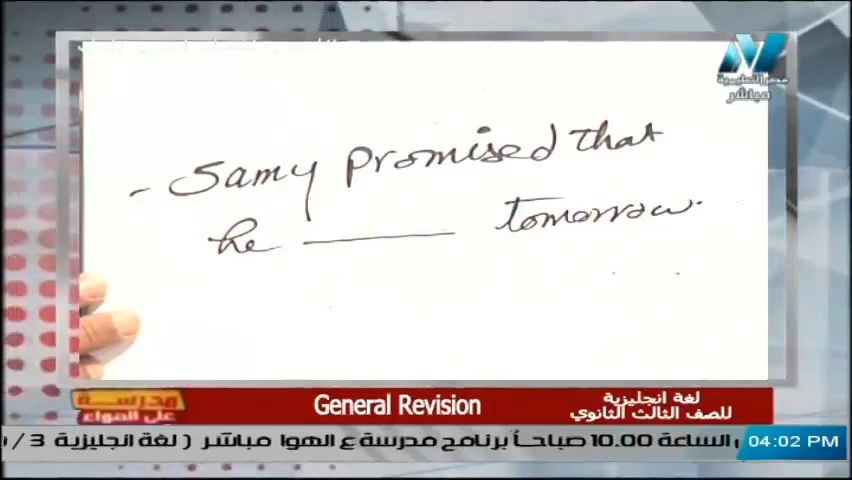 مصر التعليمية
مباشر
- Samy promised that
he ______ tomorrow.
مدرسة
على الهواء
General Revision
لغة انجليزية
للصف الثالث الثانوي
الساعة 10.00 صباحاً برنامج مدرسة ع الهوا مباشر ( لغة انجليزية 3 /
04:02 PM